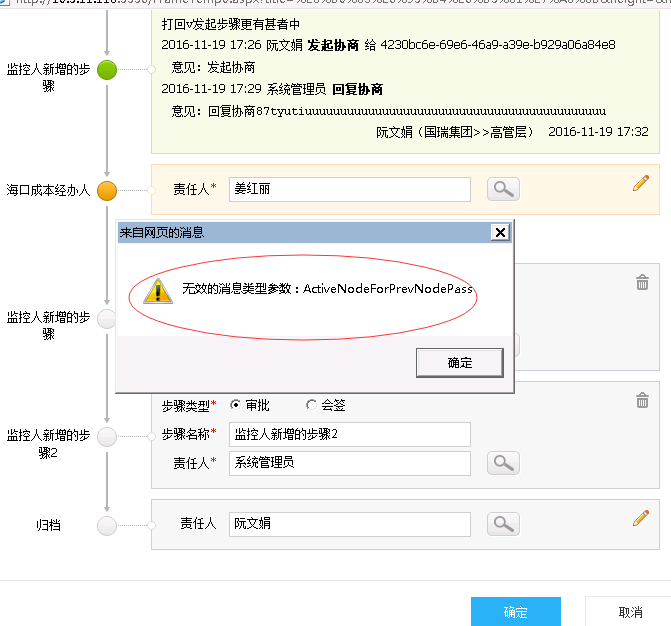 打回v发起步骤更有甚者中
2016-11-19 17:26 阮文娟 发起协商 给 4230bc6e-69e6-46a9-a39e-b929a06a84e8
监控人新增的步骤
意见：发起协商
2016-11-19 17:29 系统管理员 回复协商
意见：回复协商87tyutiuuuuuuuuuuuuuuuuuuuuuuuuuuuuuuuuuuuuuuuuuuu
阮文娟（国瑞集团>>高管层） 2016-11-19 17:32
海口成本经办人
责任人* 姜红丽
来自网页的消息
无效的消息类型参数：ActiveNodeForPrevNodePass
监控人新增的步骤
确定
步骤类型* 审批 会签
监控人新增的步骤2
步骤名称* 监控人新增的步骤2
责任人* 系统管理员
归档
责任人 阮文娟
确定 取消